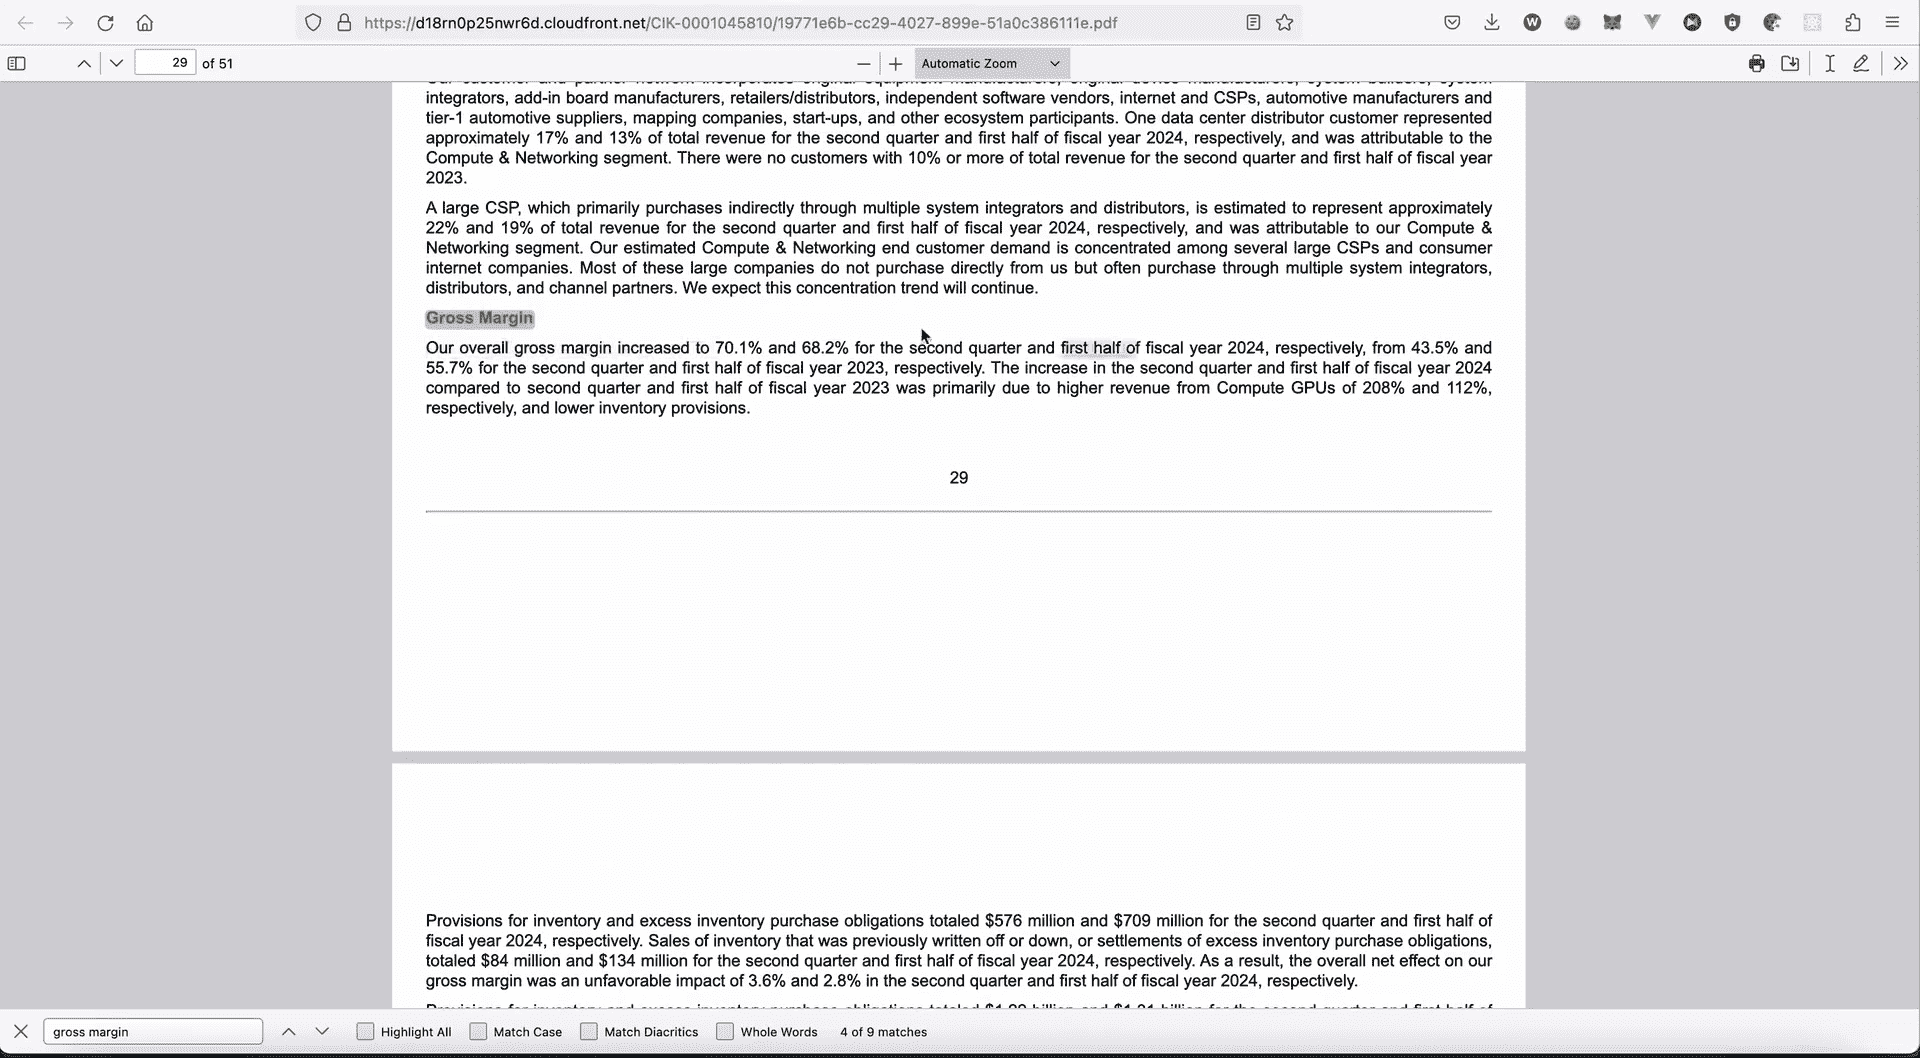 https://d18rn0p25nwr6d.cloudfront.net/CIK-0001045810/19771e6b-cc29-4027-899e-51a0c386111e.pdf
29 of 51
Automatic Zoom
integrators, add-in board manufacturers, retailers/distributors, independent software vendors, internet and CSPs, automotive manufacturers and
tier-1 automotive suppliers, mapping companies, start-ups, and other ecosystem participants. One data center distributor customer represented
approximately 17% and 13% of total revenue for the second quarter and first half of fiscal year 2024, respectively, and was attributable to the
Compute & Networking segment. There were no customers with 10% or more of total revenue for the second quarter and first half of fiscal year
2023.
A large CSP, which primarily purchases indirectly through multiple system integrators and distributors, is estimated to represent approximately
22% and 19% of total revenue for the second quarter and first half of fiscal year 2024, respectively, and was attributable to our Compute &
Networking segment. Our estimated Compute & Networking end customer demand is concentrated among several large CSPs and consumer
internet companies. Most of these large companies do not purchase directly from us but often purchase through multiple system integrators,
distributors, and channel partners. We expect this concentration trend will continue.
Gross Margin
Our overall gross margin increased to 70.1% and 68.2% for the second quarter and first half of fiscal year 2024, respectively, from 43.5% and
55.7% for the second quarter and first half of fiscal year 2023, respectively. The increase in the second quarter and first half of fiscal year 2024
compared to second quarter and first half of fiscal year 2023 was primarily due to higher revenue from Compute GPUs of 208% and 112%,
respectively, and lower inventory provisions.
29
Provisions for inventory and excess inventory purchase obligations totaled $576 million and $709 million for the second quarter and first half of
fiscal year 2024, respectively. Sales of inventory that was previously written off or down, or settlements of excess inventory purchase obligations,
totaled $84 million and $134 million for the second quarter and first half of fiscal year 2024, respectively. As a result, the overall net effect on our
gross margin was an unfavorable impact of 3.6% and 2.8% in the second quarter and first half of fiscal year 2024, respectively.
gross margin Highlight All Match Case Match Diacritics Whole Words 4 of 9 matches